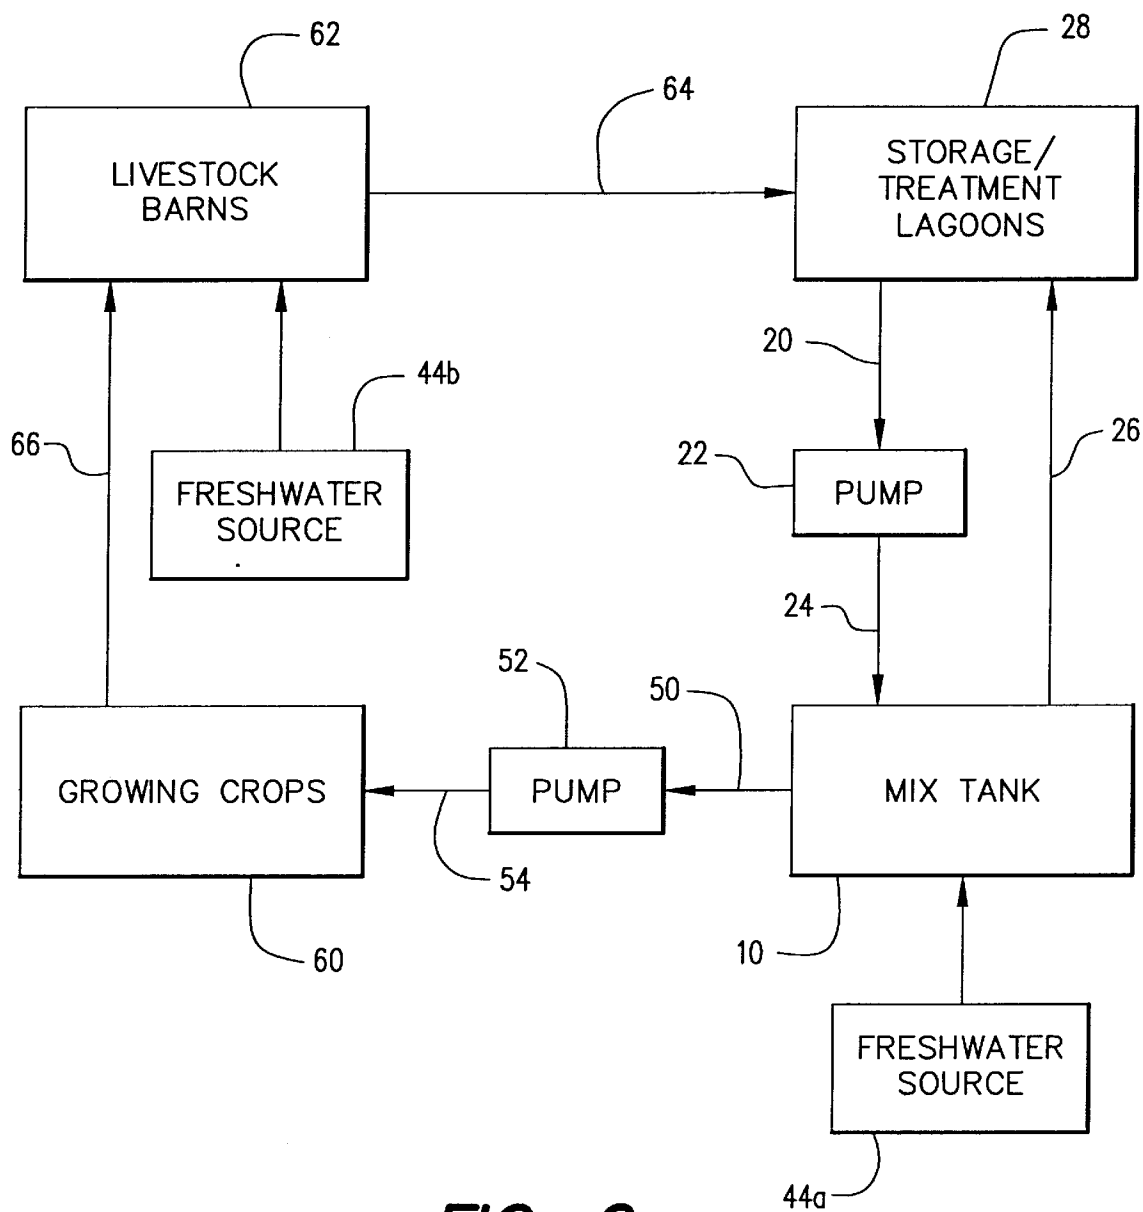 62
28
64
LIVESTOCK
BARNS
STORAGE/
TREATMENT
LAGOONS
20
44b
66
26
22
FRESHWATER
SOURCE
PUMP
24
52
50
GROWING CROPS
PUMP
MIX TANK
54
10
60
FRESHWATER
SOURCE
44a